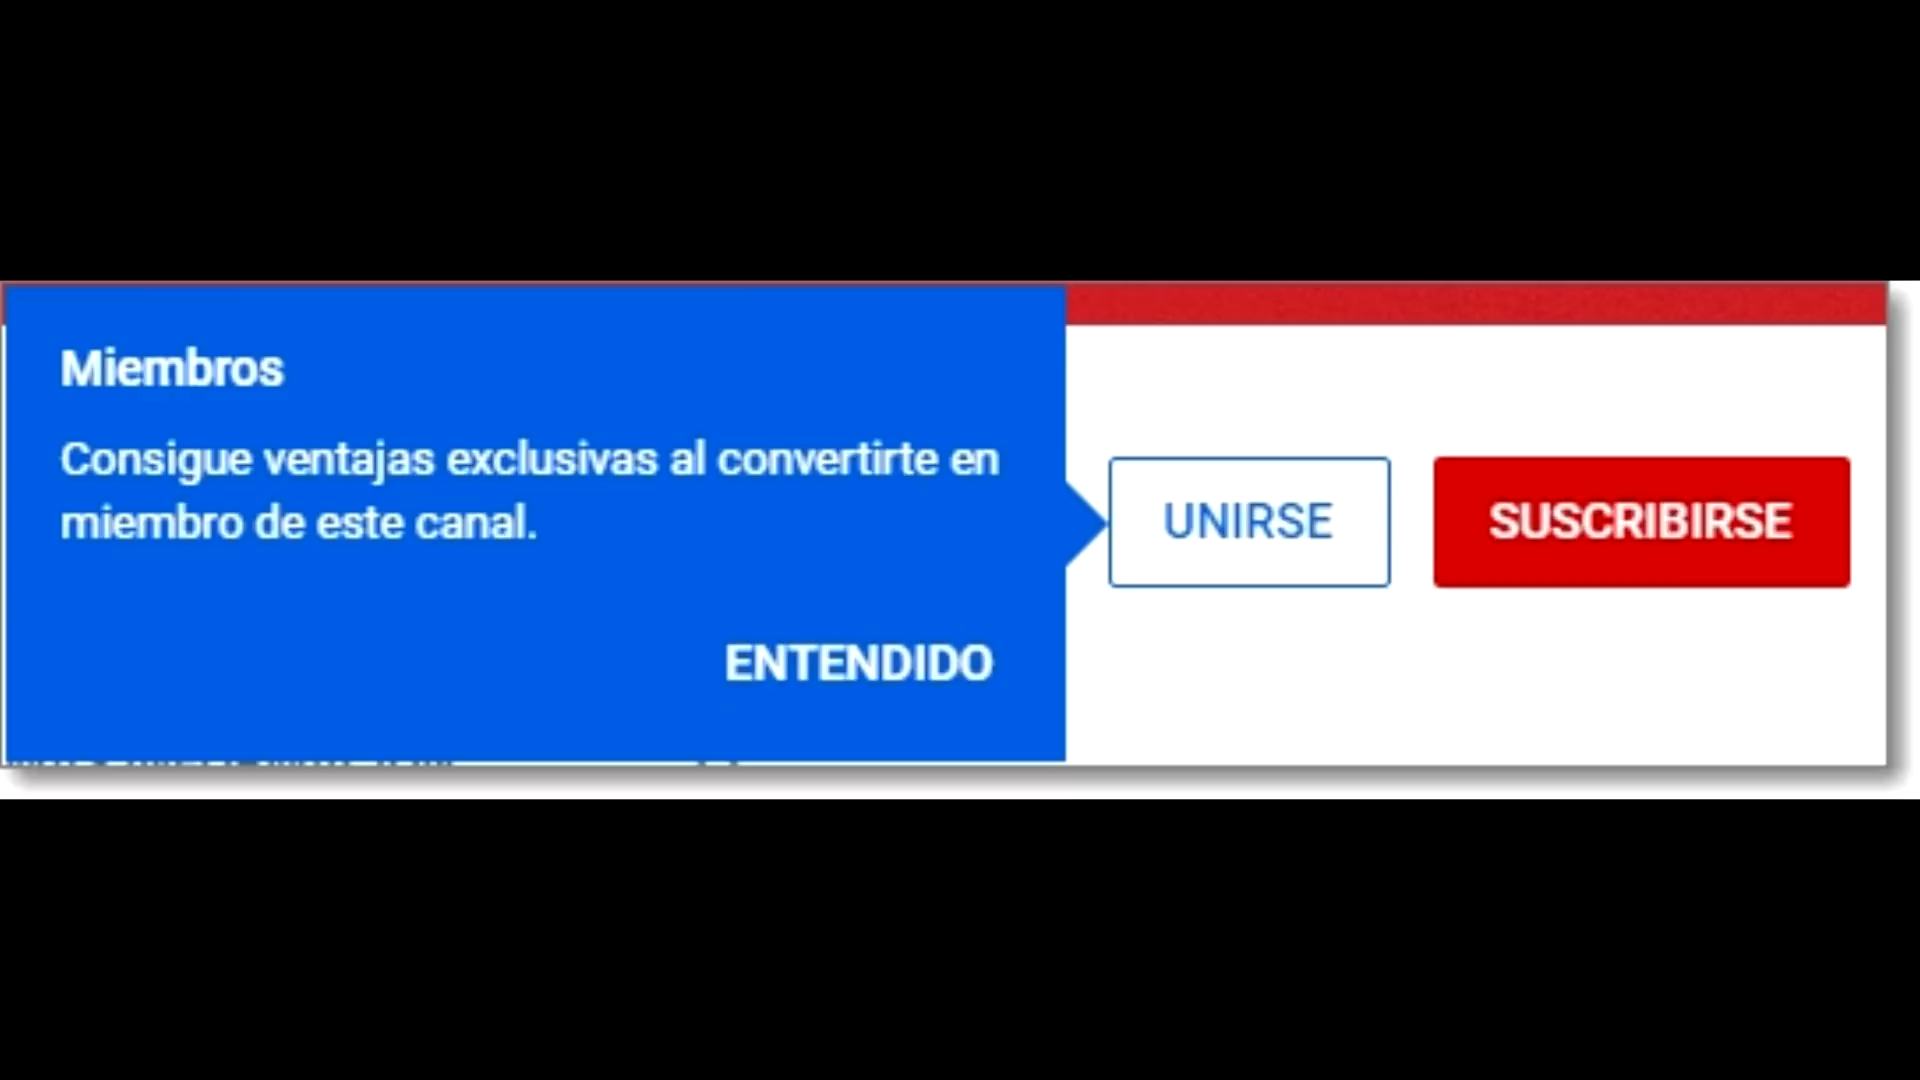 Miembros
Consigue ventajas exclusivas al convertirte en
miembro de este canal.
ENTENDIDO
UNIRSE
SUSCRIBIRSE